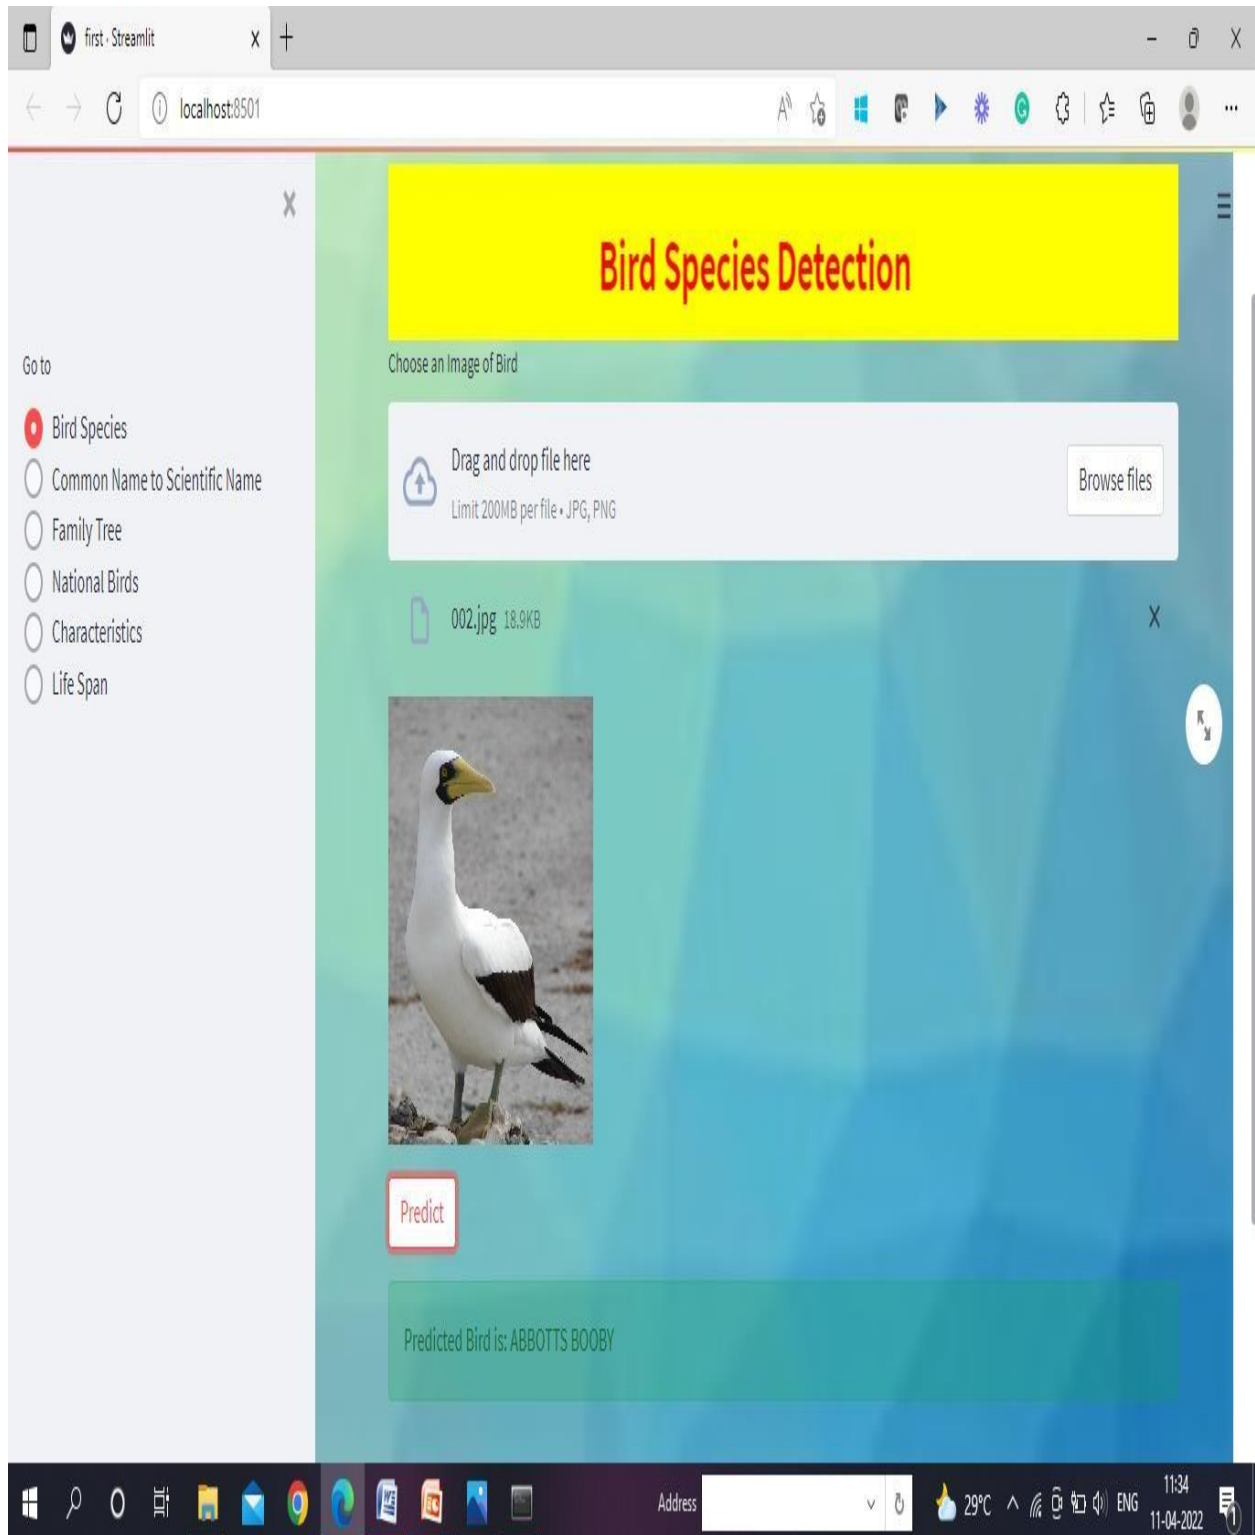 first · Streamlit
localhost:8501
Bird Species Detection
Go to
Bird Species
Common Name to Scientific Name
Family Tree
National Birds
Characteristics
Life Span
Choose an Image of Bird
Drag and drop file here
Limit 200MB per file • JPG, PNG
Browse files
002.jpg 18.9KB
Predict
Predicted Bird is: ABBOTTS BOOBY
Address
29°C
ENG
11:34
11-04-2022
1